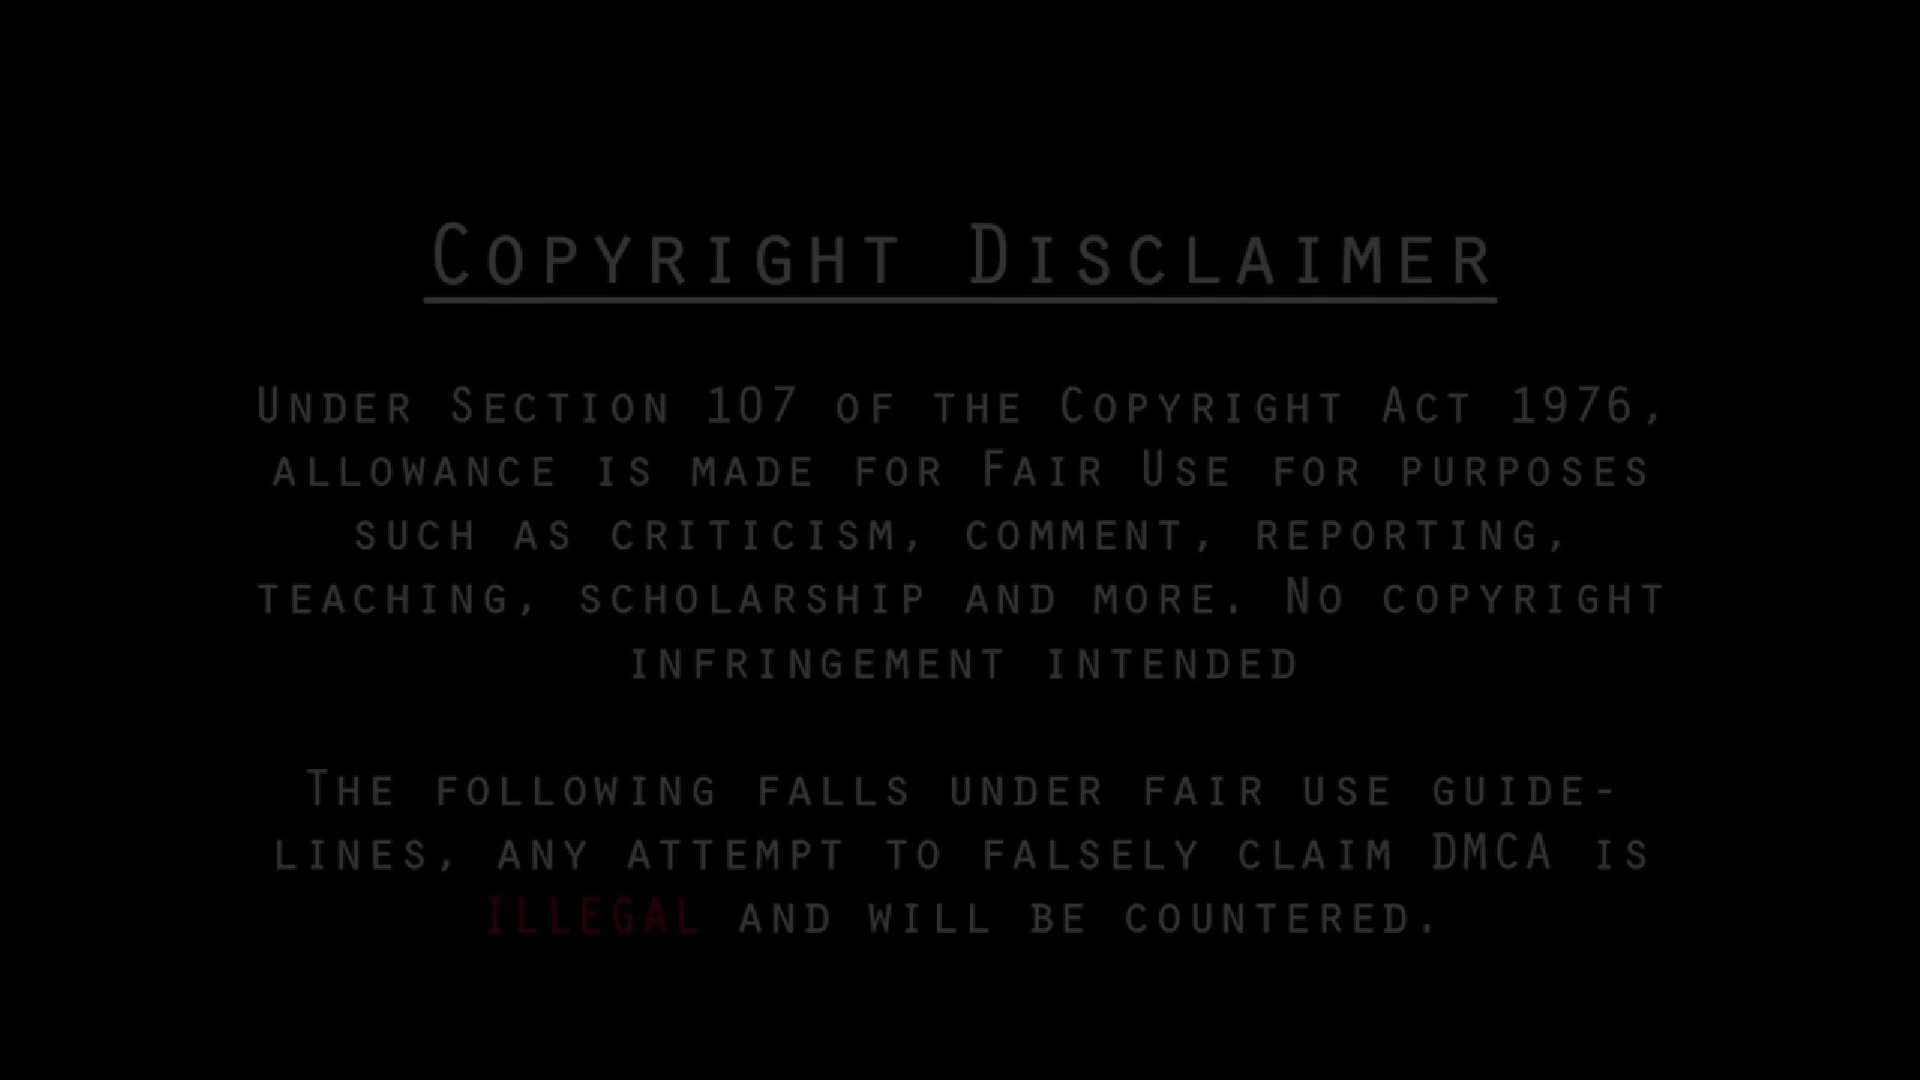 Copyright Disclaimer
Under Section 107 of the Copyright Act 1976,
allowance is made for Fair Use for purposes
such as criticism, comment, reporting,
teaching, scholarship and more. No copyright
infringement intended
The following falls under fair use guide-
lines, any attempt to falsely claim DMCA is
ILLEGAL and will be countered.